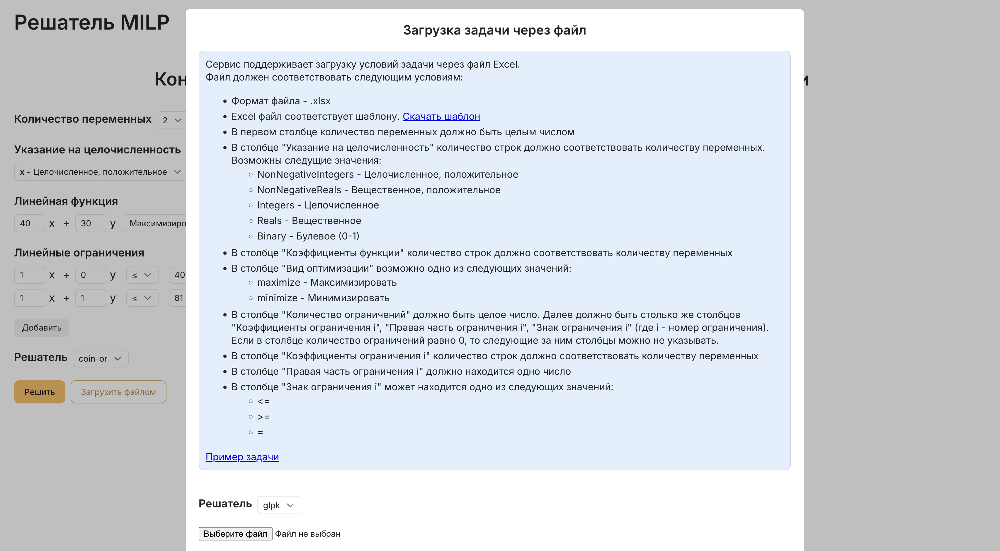 Решатель MILP
Количество переменных 2
Указание на целочисленность
x - Целочисленное, положительное
Линейная функция
40 x + 30 y
Линейные ограничения
1 x + 0 y ≤ 40
1 x + 1 y ≤ 81
Добавить
Решатель coin-or
Решить Загрузить файлом
Загрузка задачи через файл
Сервис поддерживает загрузку условий задачи через файл Excel.
Файл должен соответствовать следующим условиям:
• Формат файла - .xlsx
• Excel файл соответствует шаблону. Скачать шаблон
• В первом столбце количество переменных должно быть целым числом
• В столбце "Указание на целочисленность" количество строк должно соответствовать количеству переменных.
Возможны следущие значения:
◦ NonNegativeIntegers - Целочисленное, положительное
◦ NonNegativeReals - Вещественное, положительное
◦ Integers - Целочисленное
◦ Reals - Вещественное
◦ Binary - Булевое (0-1)
• В столбце "Коэффициенты функции" количество строк должно соответствовать количеству переменных
• В столбце "Вид оптимизации" возможно одно из следующих значений:
◦ maximize - Максимизировать
◦ minimize - Минимизировать
• В столбце "Количество ограничений" должно быть целое число. Далее должно быть столько же столбцов
"Коэффициенты ограничения i", "Правая часть ограничения i", "Знак ограничения i" (где i - номер ограничения).
Если в столбце количество ограничений равно 0, то следующие за ним столбцы можно не указывать.
• В столбце "Коэффициенты ограничения i" количество строк должно соответствовать количеству переменных
• В столбце "Правая часть ограничения i" должно находится одно число
• В столбце "Знак ограничения i" может находится одно из следующих значений:
◦ <=
◦ >=
◦ =
Пример задачи
Решатель glpk
Выберите файл Файл не выбран